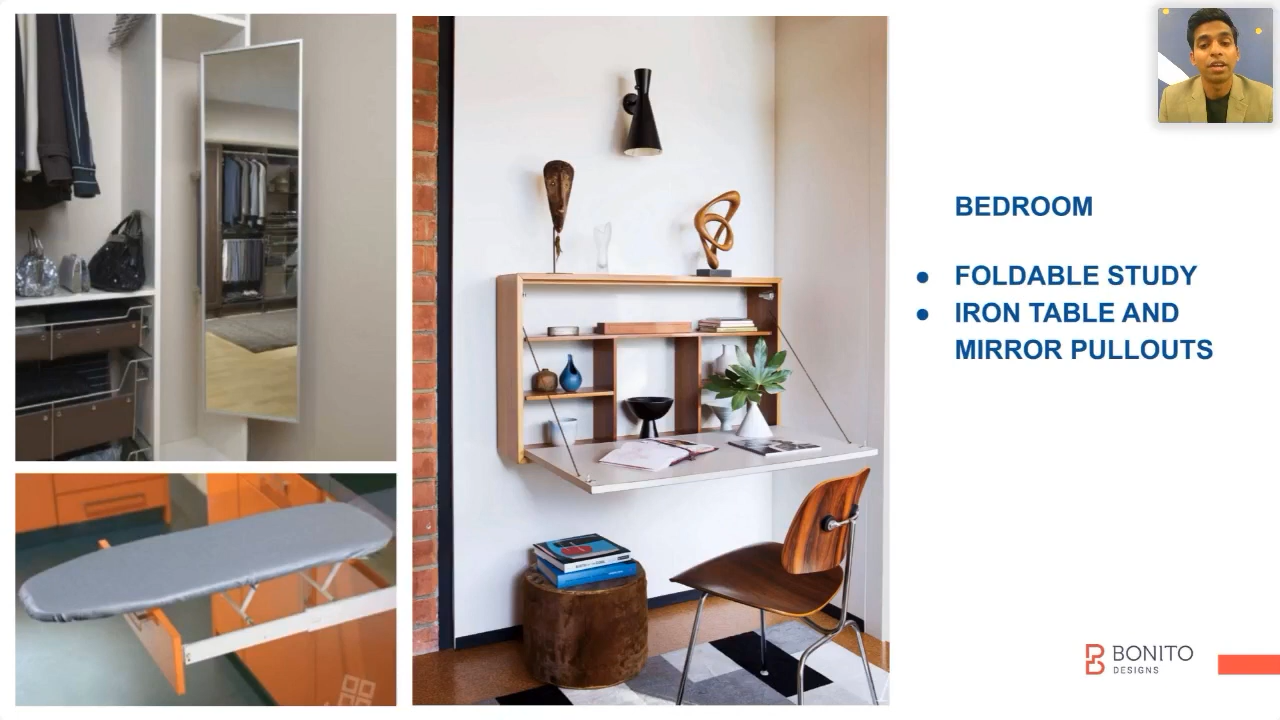 BEDROOM
● FOLDABLE STUDY
● IRON TABLE AND
MIRROR PULLOUTS
BONITO
DESIGNS